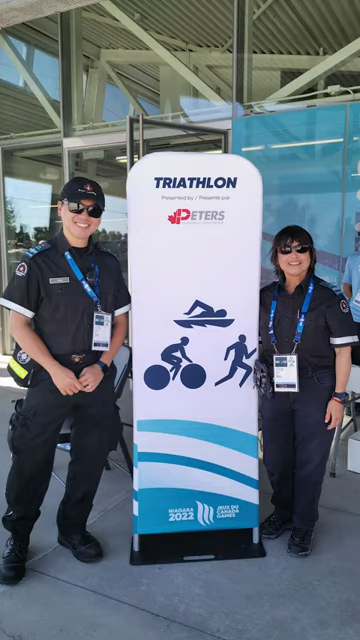 TRIATHLON
Presented by / Présenté par
PETERS
NIAGARA
2022
JEUX DU
CANADA
GAMES